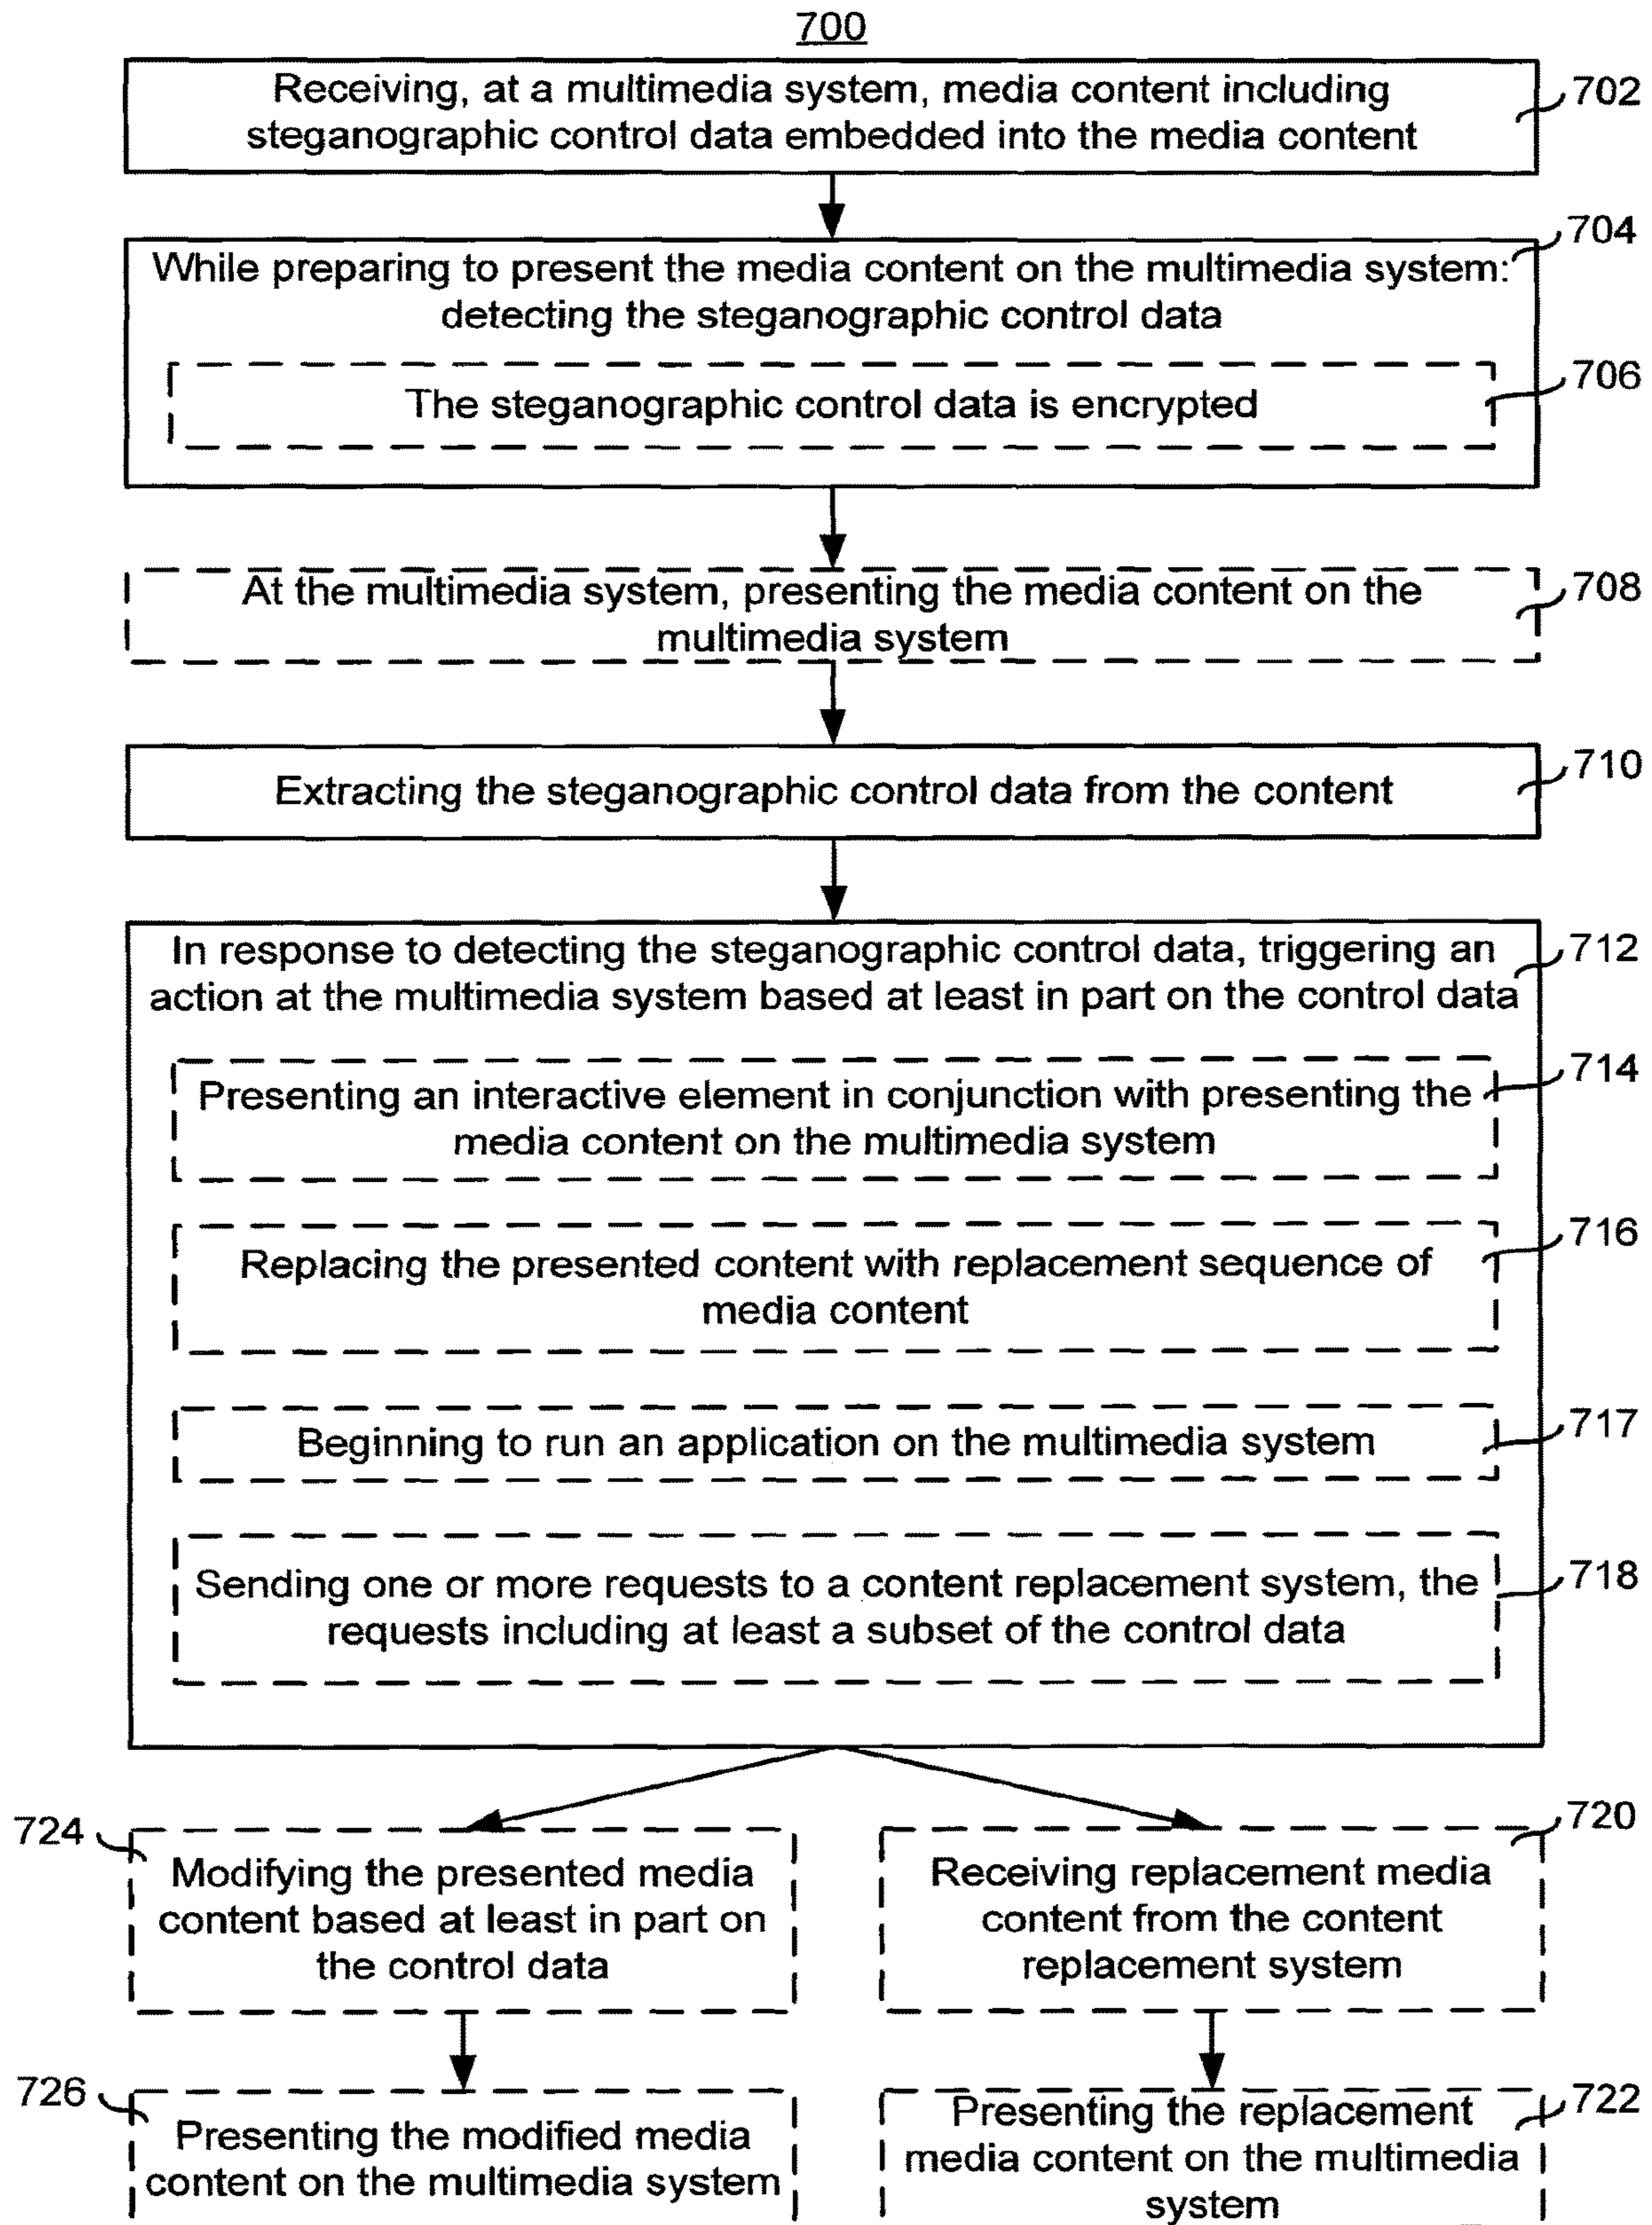 700
Receiving, at a multimedia system, media content including
steganographic control data embedded into the media content
702
704
While preparing to present the media content on the multimedia system:
detecting the steganographic control data
706
The steganographic control data is encrypted
At the multimedia system, presenting the media content on the
multimedia system
708
Extracting the steganographic control data from the content
710
In response to detecting the steganographic control data, triggering an
action at the multimedia system based at least in part on the control data
712
Presenting an interactive element in conjunction with presenting the
media content on the multimedia system
714
Replacing the presented content with replacement sequence of
media content
716
Beginning to run an application on the multimedia system
717
Sending one or more requests to a content replacement system, the
requests including at least a subset of the control data
718
724
Modifying the presented media
content based at least in part on
the control data
720
Receiving replacement media
content from the content
replacement system
726
Presenting the modified media
content on the multimedia system
722
Presenting the replacement
media content on the multimedia
system